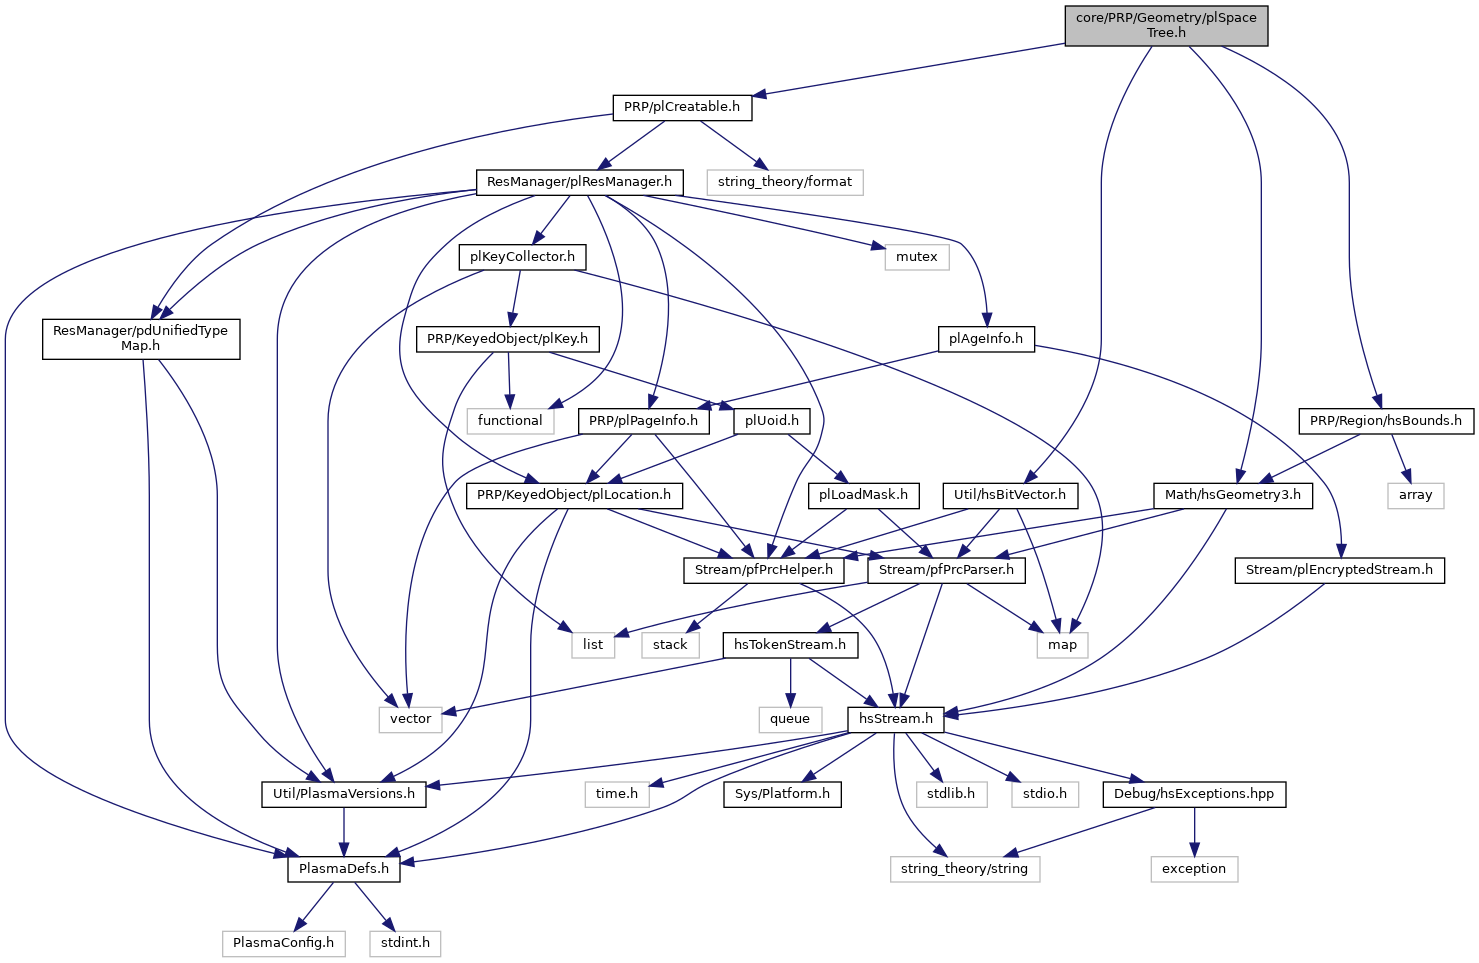 core/PRP/Geometry/plSpace
Tree.h
PRP/plCreatable.h
ResManager/plResManager.h
string_theory/format
plKeyCollector.h
mutex
ResManager/pdUnifiedType
Map.h
PRP/KeyedObject/plKey.h
plAgeInfo.h
functional
PRP/plPageInfo.h
plUoid.h
PRP/Region/hsBounds.h
PRP/KeyedObject/plLocation.h
plLoadMask.h
Util/hsBitVector.h
Math/hsGeometry3.h
array
Stream/pfPrcHelper.h
Stream/pfPrcParser.h
Stream/plEncryptedStream.h
list
stack
hsTokenStream.h
map
vector
queue
hsStream.h
Util/PlasmaVersions.h
time.h
Sys/Platform.h
stdlib.h
stdio.h
Debug/hsExceptions.hpp
PlasmaDefs.h
string_theory/string
exception
PlasmaConfig.h
stdint.h